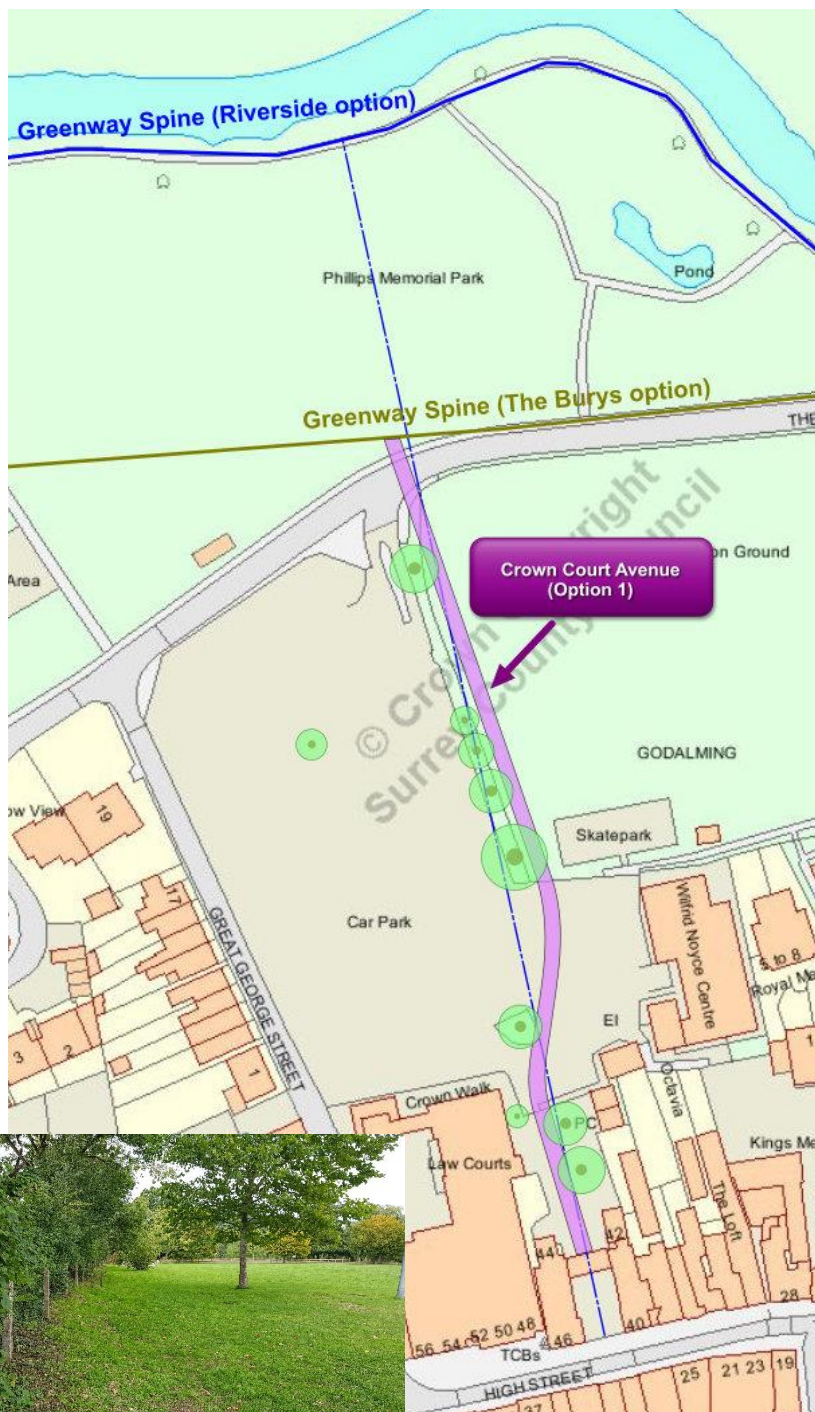 Greenway Spine (Riverside option)
Phillips Memorial Park
Pond
Greenway Spine (The Burys option)
THE
© Crown
Surrey County Council
Area
on Ground
Crown Court Avenue
(Option 1)
GODALMING
ow View
19
17
Skatepark
Car Park
GREAT GEORGE STREET
Wilfrid Noyce Centre
5 to 8
Royal Me
El
3
2
1
1
Octavia
Crown Walk
PC
Law Courts
Kings Me
The Loft
44
42
28
56 54 52 50 48
46
40
TCBs
HIGH STREET
25
21 23 19
37